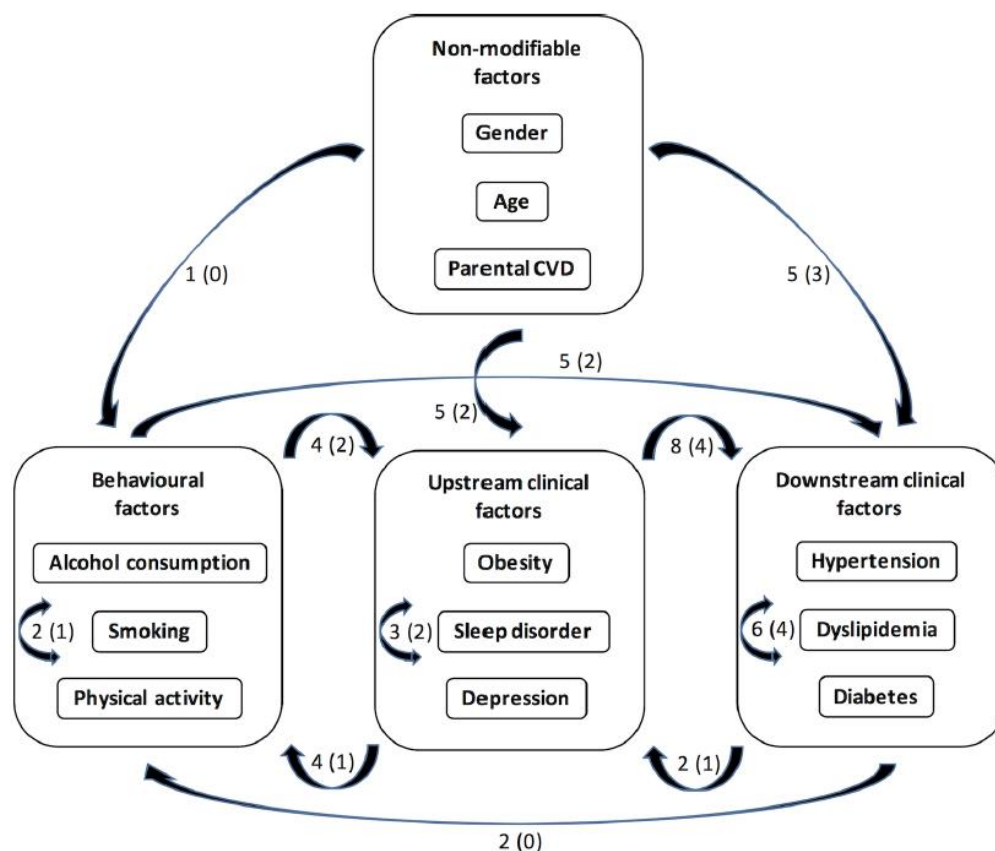 Non-modifiable
factors
Gender
Age
Parental CVD
1 (0)
5 (3)
5 (2)
5 (2)
4 (2)
8 (4)
Behavioural
factors
Alcohol consumption
2 (1)
Smoking
Physical activity
Upstream clinical
factors
Obesity
3 (2)
Sleep disorder
Depression
Downstream clinical
factors
Hypertension
6 (4)
Dyslipidemia
Diabetes
4 (1)
2 (1)
2 (0)